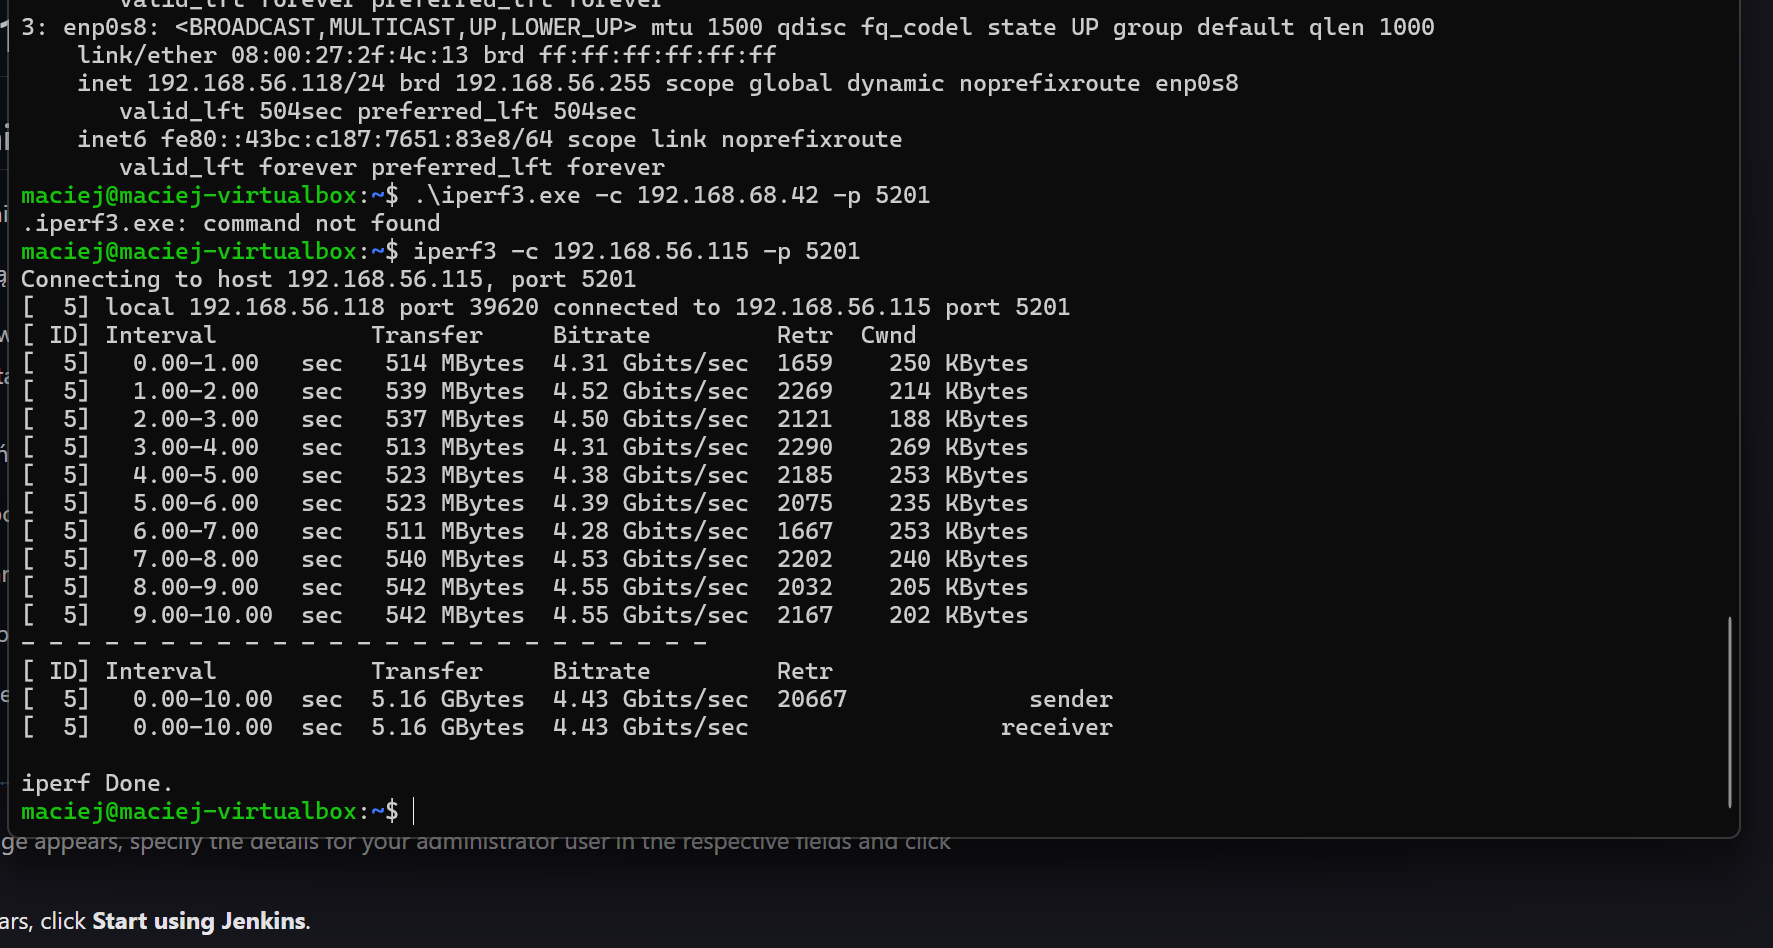 valid_lft forever preferred_lft forever
3: enp0s8: <BROADCAST,MULTICAST,UP,LOWER_UP> mtu 1500 qdisc fq_codel state UP group default qlen 1000
    link/ether 08:00:27:2f:4c:13 brd ff:ff:ff:ff:ff:ff
    inet 192.168.56.118/24 brd 192.168.56.255 scope global dynamic noprefixroute enp0s8
       valid_lft 504sec preferred_lft 504sec
    inet6 fe80::43bc:c187:7651:83e8/64 scope link noprefixroute
       valid_lft forever preferred_lft forever
maciej@maciej-virtualbox:~$ .\iperf3.exe -c 192.168.68.42 -p 5201
.iperf3.exe: command not found
maciej@maciej-virtualbox:~$ iperf3 -c 192.168.56.115 -p 5201
Connecting to host 192.168.56.115, port 5201
[  5] local 192.168.56.118 port 39620 connected to 192.168.56.115 port 5201
[ ID] Interval           Transfer     Bitrate         Retr  Cwnd
[  5]   0.00-1.00   sec   514 MBytes  4.31 Gbits/sec  1659    250 KBytes
[  5]   1.00-2.00   sec   539 MBytes  4.52 Gbits/sec  2269    214 KBytes
[  5]   2.00-3.00   sec   537 MBytes  4.50 Gbits/sec  2121    188 KBytes
[  5]   3.00-4.00   sec   513 MBytes  4.31 Gbits/sec  2290    269 KBytes
[  5]   4.00-5.00   sec   523 MBytes  4.38 Gbits/sec  2185    253 KBytes
[  5]   5.00-6.00   sec   523 MBytes  4.39 Gbits/sec  2075    235 KBytes
[  5]   6.00-7.00   sec   511 MBytes  4.28 Gbits/sec  1667    253 KBytes
[  5]   7.00-8.00   sec   540 MBytes  4.53 Gbits/sec  2202    240 KBytes
[  5]   8.00-9.00   sec   542 MBytes  4.55 Gbits/sec  2032    205 KBytes
[  5]   9.00-10.00  sec   542 MBytes  4.55 Gbits/sec  2167    202 KBytes
- - - - - - - - - - - - - - - - - - - - - - - - -
[ ID] Interval           Transfer     Bitrate         Retr
[  5]   0.00-10.00  sec  5.16 GBytes  4.43 Gbits/sec  20667             sender
[  5]   0.00-10.00  sec  5.16 GBytes  4.43 Gbits/sec                  receiver
iperf Done.
maciej@maciej-virtualbox:~$
ge appears, specify the details for your administrator user in the respective fields and click
ars, click Start using Jenkins.